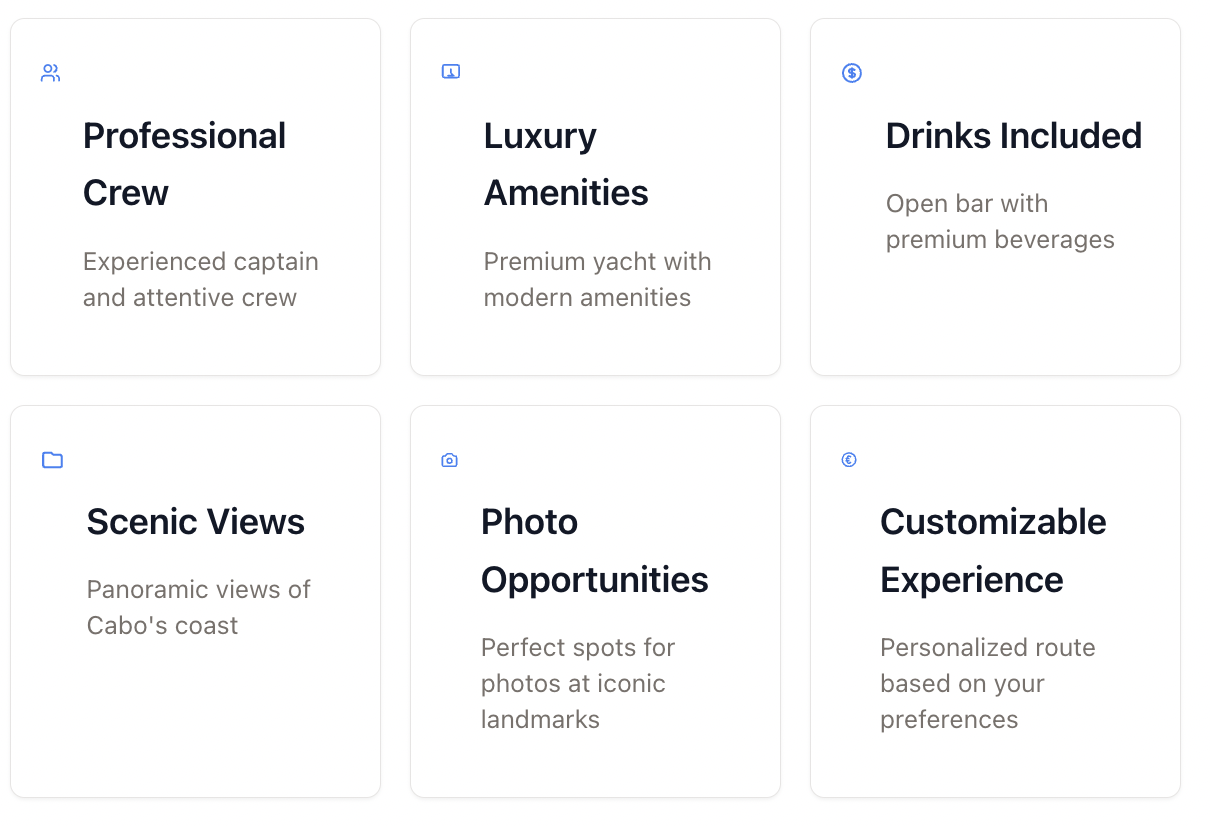 Professional
Crew
Experienced captain
and attentive crew
Luxury
Amenities
Premium yacht with
modern amenities
Drinks Included
Open bar with
premium beverages
Scenic Views
Panoramic views of
Cabo's coast
Photo
Opportunities
Perfect spots for
photos at iconic
landmarks
Customizable
Experience
Personalized route
based on your
preferences